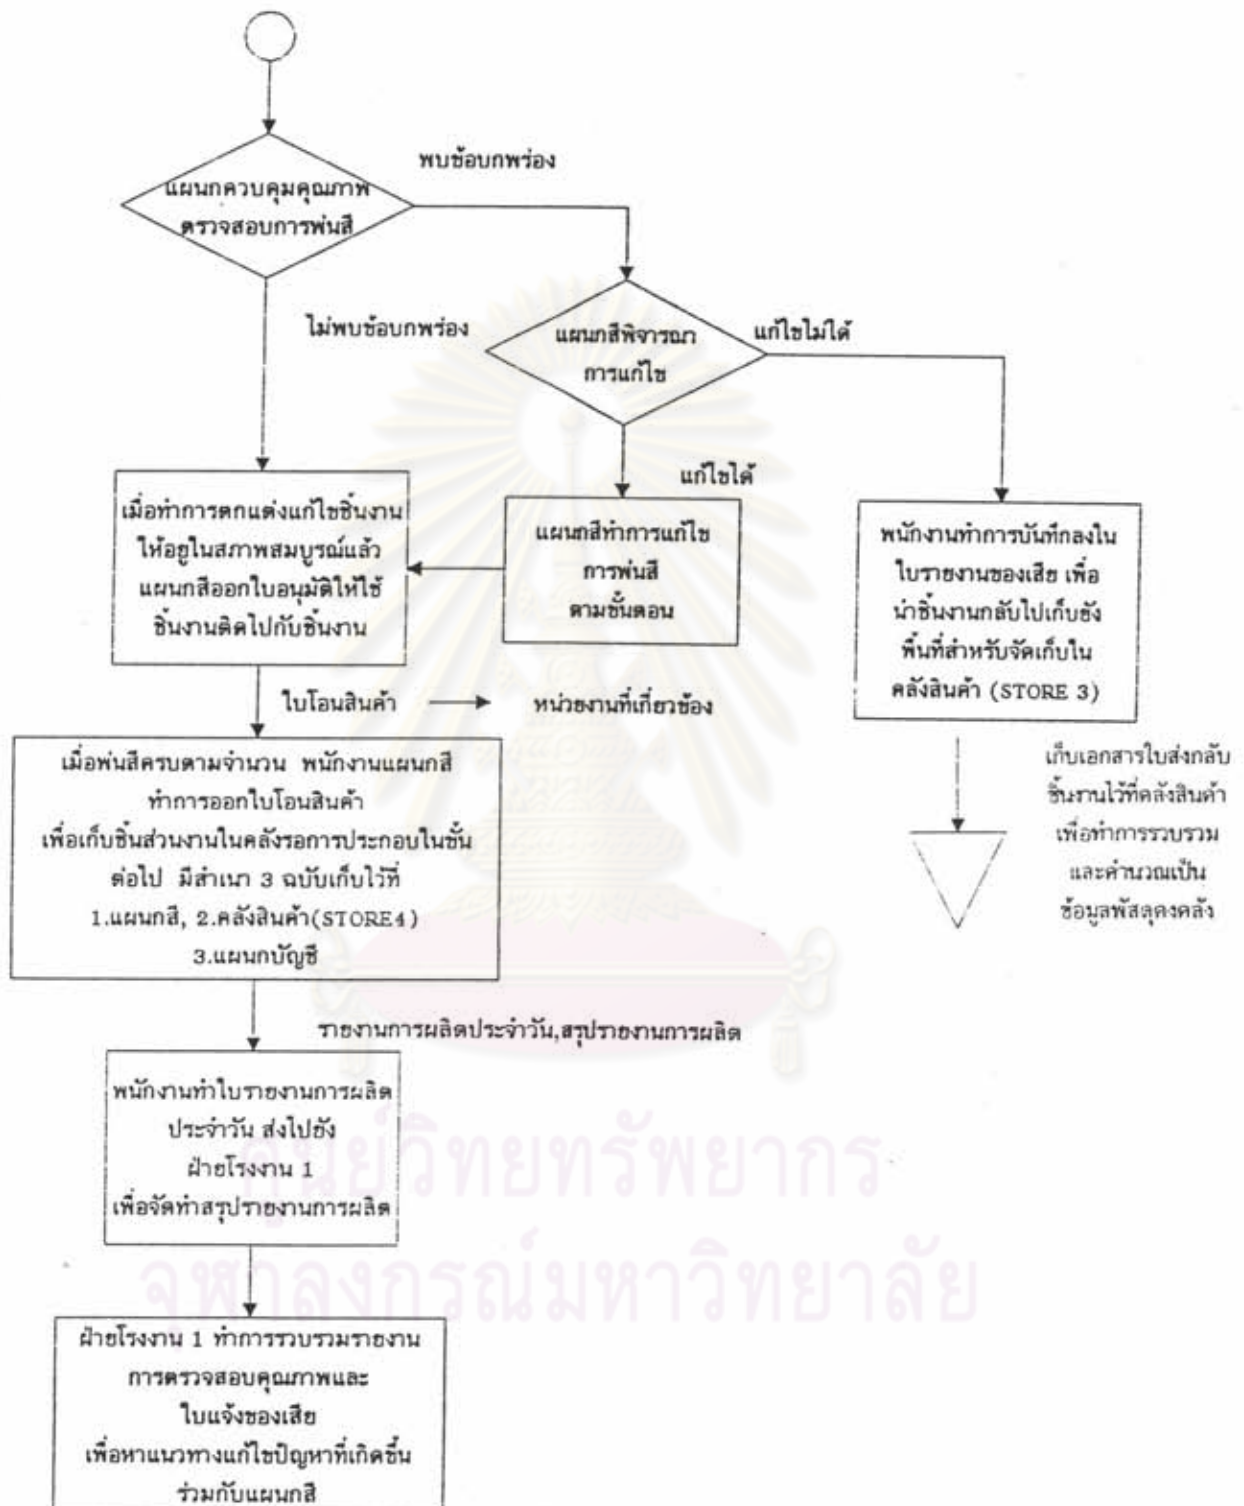 พบข้อบกพร่อง
แผนกควบคุมคุณภาพ
ตรวจสอบการพ่นสี
ไม่พบข้อบกพร่อง
แผนกสีพิจารณา
การแก้ไข
แก้ไขไม่ได้
แก้ไขได้
เมื่อทำการตกแต่งแก้ไขชิ้นงาน
ให้อยู่ในสภาพสมบูรณ์แล้ว
แผนกสีออกใบอนุมัติให้ใช้
ชิ้นงานติดไปกับชิ้นงาน
แผนกสีทำการแก้ไข
การพ่นสี
ตามขั้นตอน
พนักงานทำการบันทึกลงใน
ใบรายงานของเสีย เพื่อ
นำชิ้นงานกลับไปเก็บยัง
พื้นที่สำหรับจัดเก็บใน
คลังสินค้า (STORE 3)
ใบโอนสินค้า
หน่วยงานที่เกี่ยวข้อง
เมื่อพ่นสีครบตามจำนวน พนักงานแผนกสี
ทำการออกใบโอนสินค้า
เพื่อเก็บชิ้นส่วนงานในคลังรอการประกอบในขั้น
ต่อไป มีสำเนา 3 ฉบับเก็บไว้ที่
1.แผนกสี, 2.คลังสินค้า(STORE4)
3.แผนกบัญชี
เก็บเอกสารใบส่งกลับ
ชิ้นงานไว้ที่คลังสินค้า
เพื่อทำการรวบรวม
และคำนวณเป็น
ข้อมูลพัสดุคงคลัง
รายงานการผลิตประจำวัน,สรุปรายงานการผลิต
พนักงานทำใบรายงานการผลิต
ประจำวัน ส่งไปยัง
ฝ่ายโรงงาน 1
เพื่อจัดทำสรุปรายงานการผลิต
ศูนย์วิทยทรัพยากร
จุฬาลงกรณ์มหาวิทยาลัย
ฝ่ายโรงงาน 1 ทำการรวบรวมรายงาน
การตรวจสอบคุณภาพและ
ใบแจ้งของเสีย
เพื่อหาแนวทางแก้ไขปัญหาที่เกิดขึ้น
ร่วมกับแผนกสี